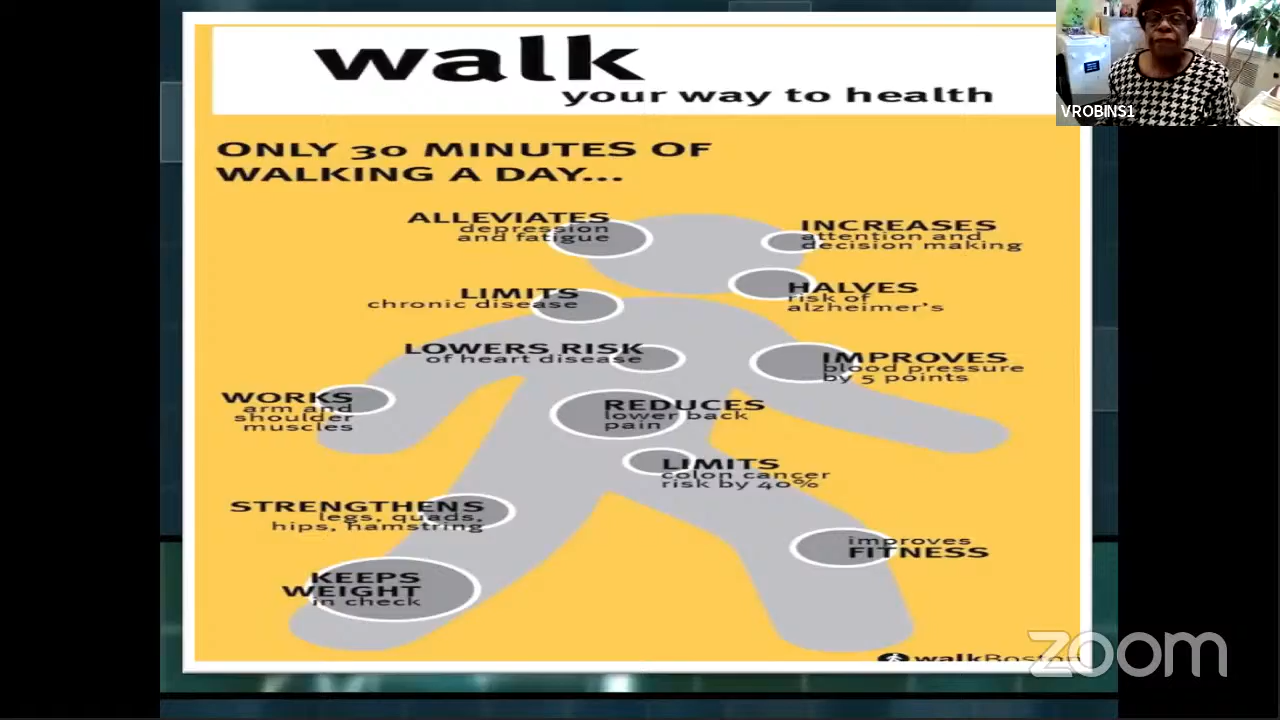 walk
your way to health
VROBINS1
ONLY 30 MINUTES OF
WALKING A DAY...
ALLEVIATES
depression
and fatigue
INCREASES
attention and
decision making
LIMITS
chronic disease
HALVES
risk of
alzheimer's
LOWERS RISK
of heart disease
IMPROVES
blood pressure
by 5 points
WORKS
arm and
shoulder
muscles
REDUCES
lower back
pain
LIMITS
colon cancer
risk by 40%
STRENGTHENS
legs, quads,
hips, hamstring
improves
FITNESS
KEEPS
WEIGHT
in check
walkBoston
zoom